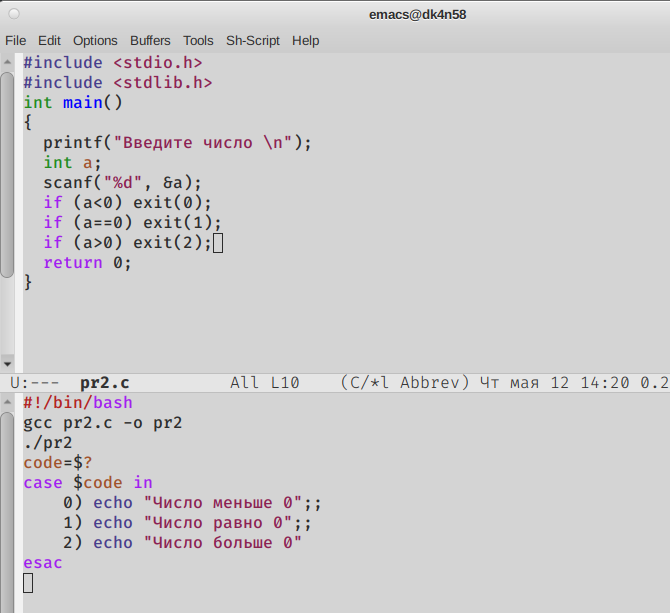 emacs@dk4n58
File Edit Options Buffers Tools Sh-Script Help
#include <stdio.h>
#include <stdlib.h>
int main()
{
  printf("Введите число \n");
  int a;
  scanf("%d", &a);
  if (a<0) exit(0);
  if (a==0) exit(1);
  if (a>0) exit(2);
  return 0;
}
U:--- pr2.c All L10 (C/*l Abbrev) Чт мая 12 14:20 0.2
#!/bin/bash
gcc pr2.c -o pr2
./pr2
code=$?
case $code in
    0) echo "Число меньше 0";;
    1) echo "Число равно 0";;
    2) echo "Число больше 0"
esac